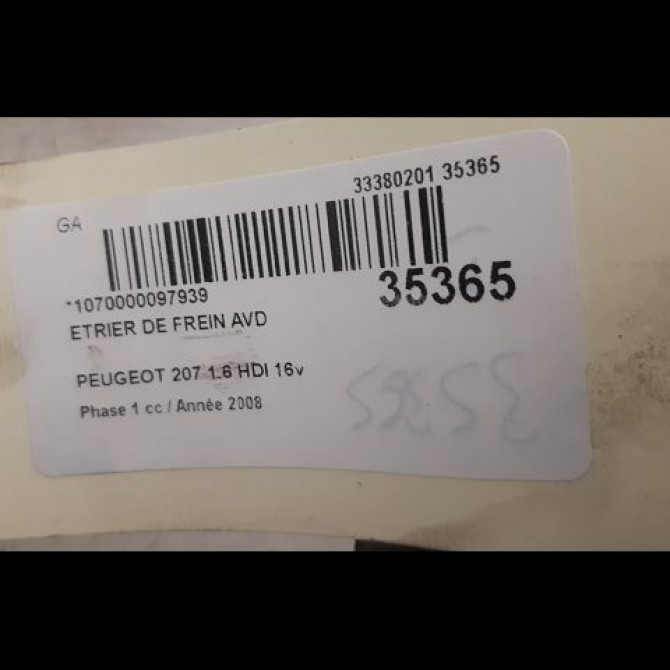 33380201 35365
GA
*1070000097939
35365
ETRIER DE FREIN AVD
PEUGEOT 207 1.6 HDI 16v
Phase 1 cc / Année 2008
35365